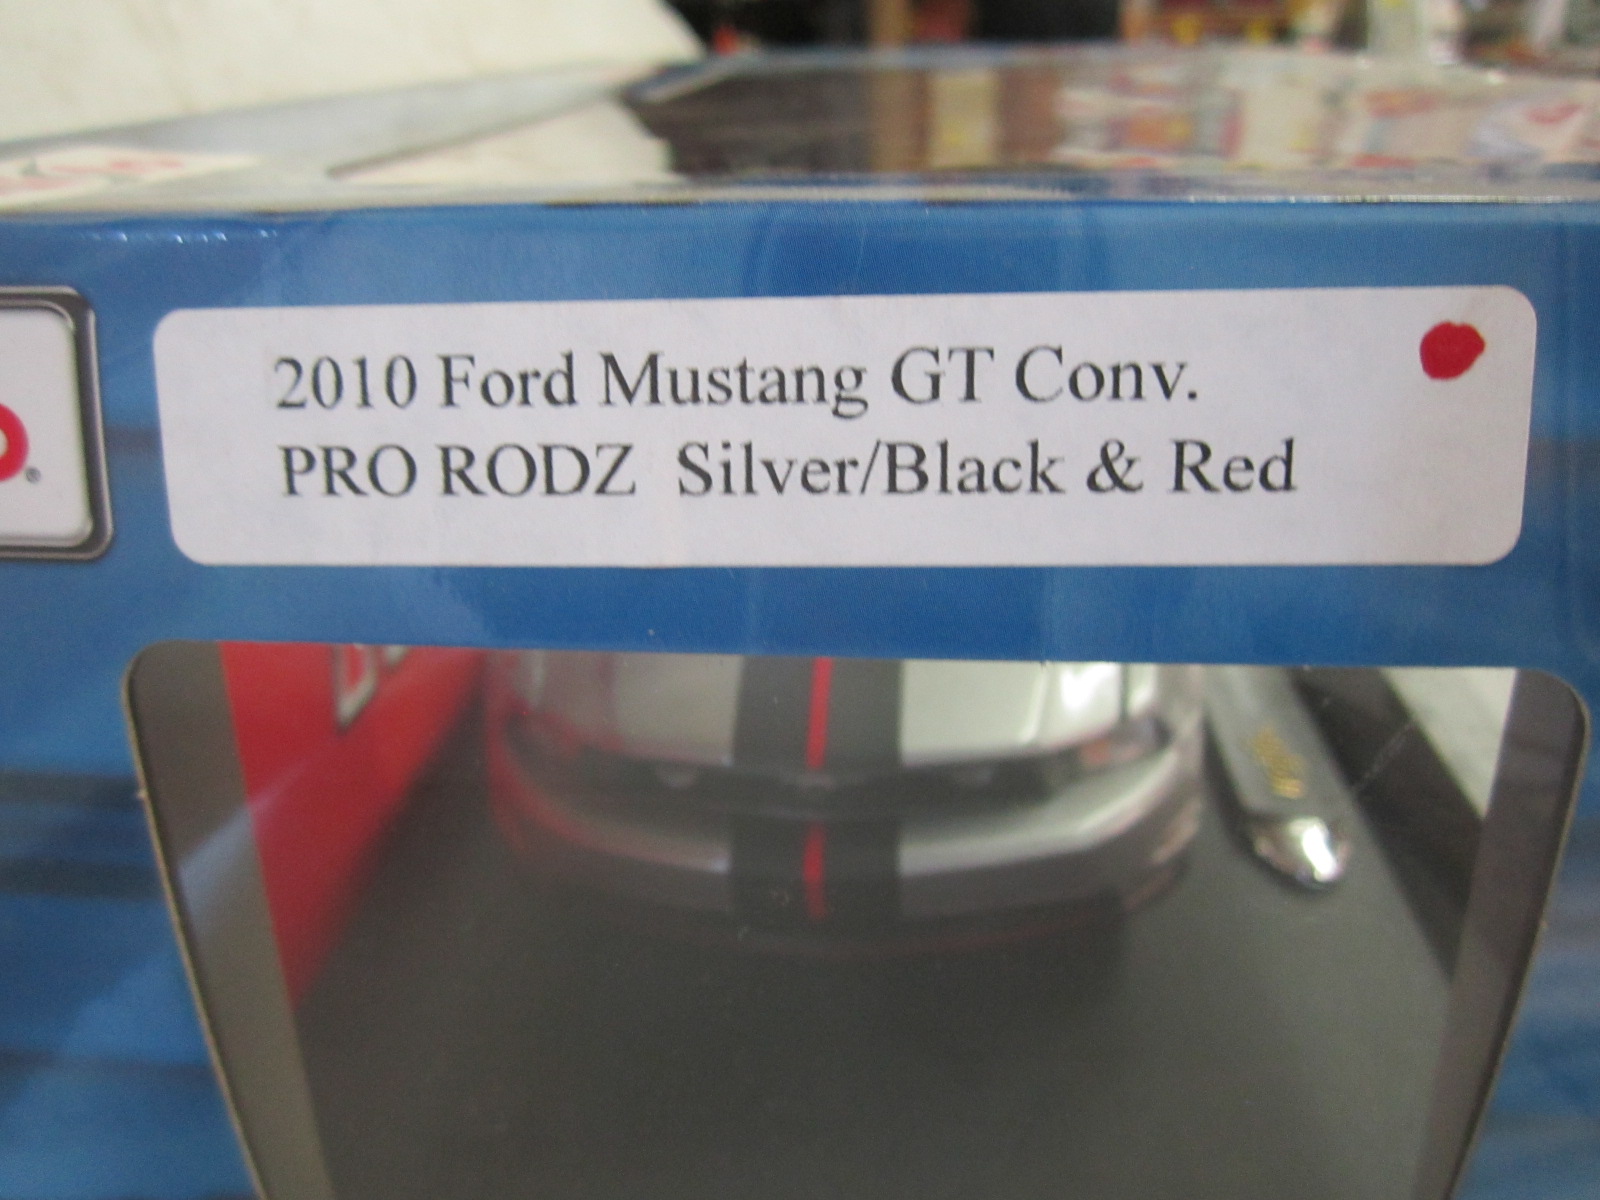 2010 Ford Mustang GT Conv.
PRO RODZ Silver/Black & Red